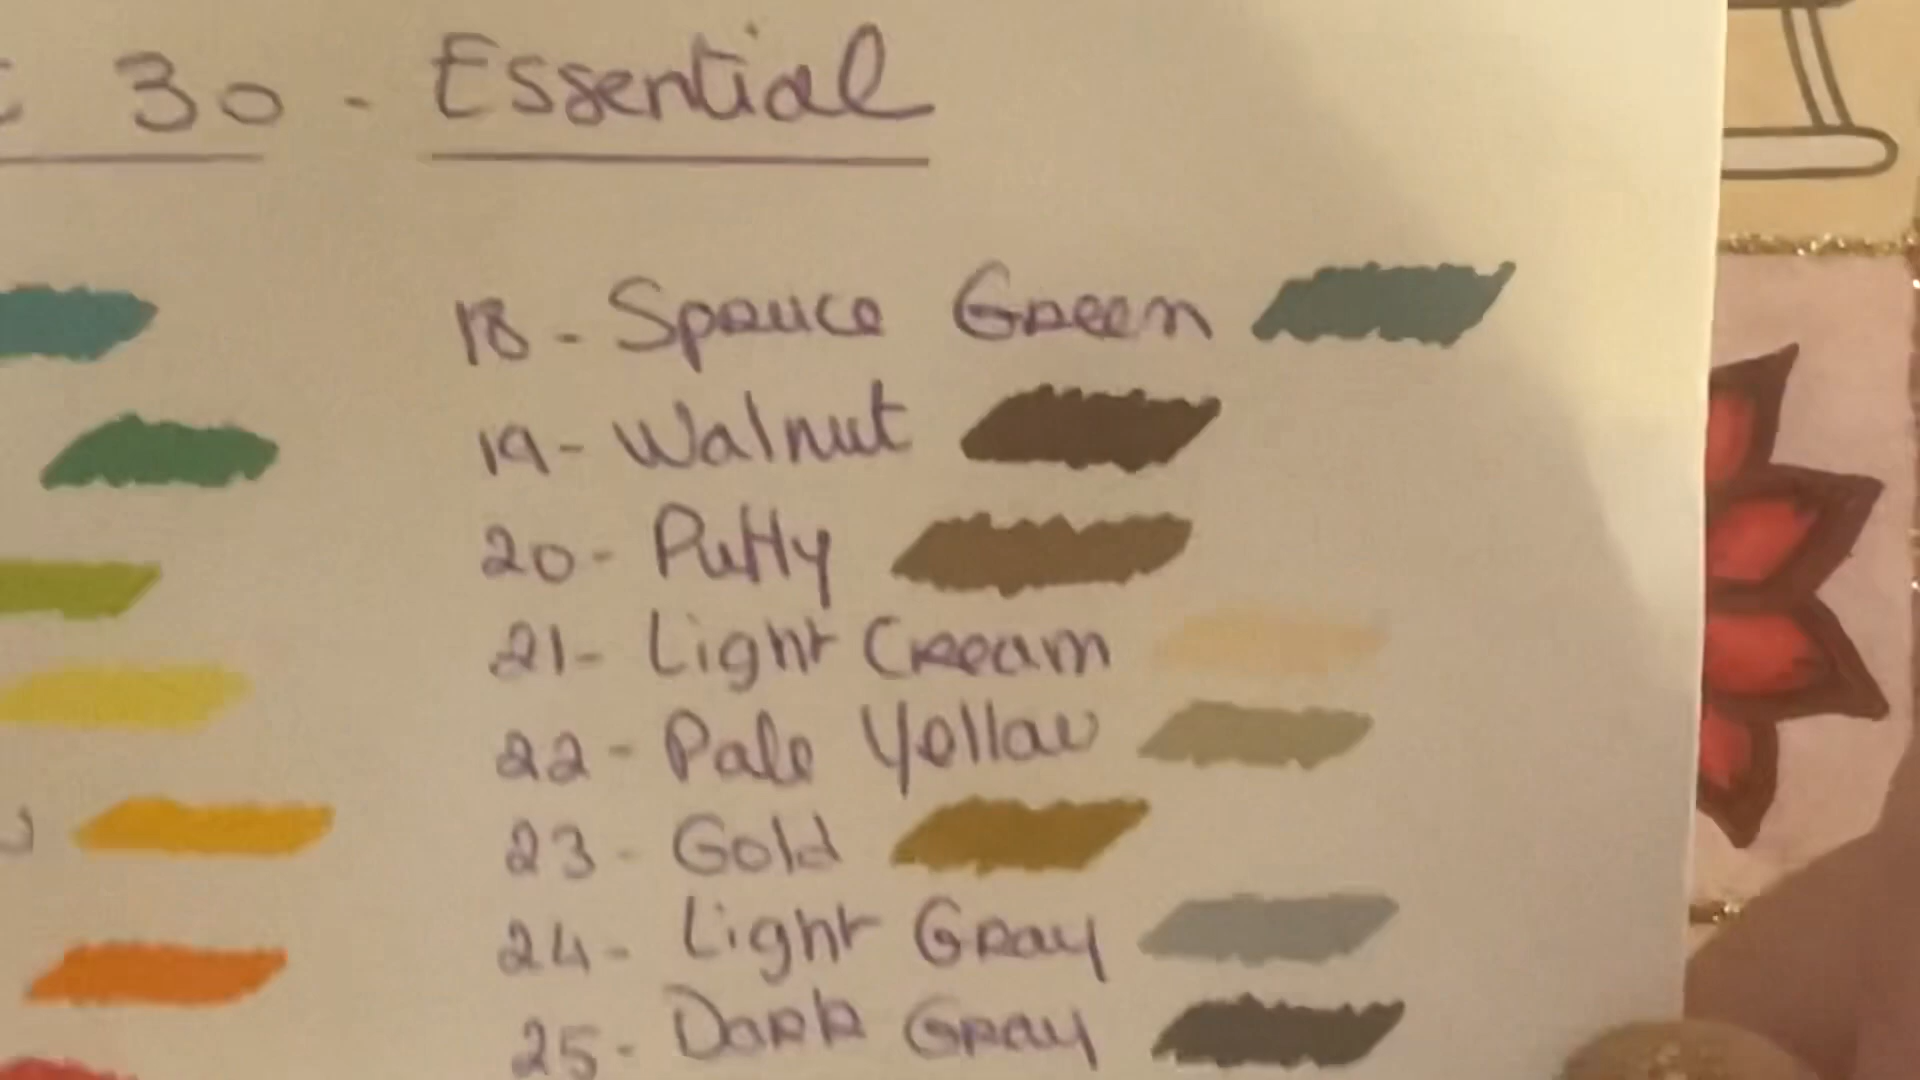 30 - Essential
18 - Spruce Green
19 - Walnut
20 - Putty
21 - Light Cream
22 - Pale Yellow
23 - Gold
24 - Light Gray
25 - Dark Gray